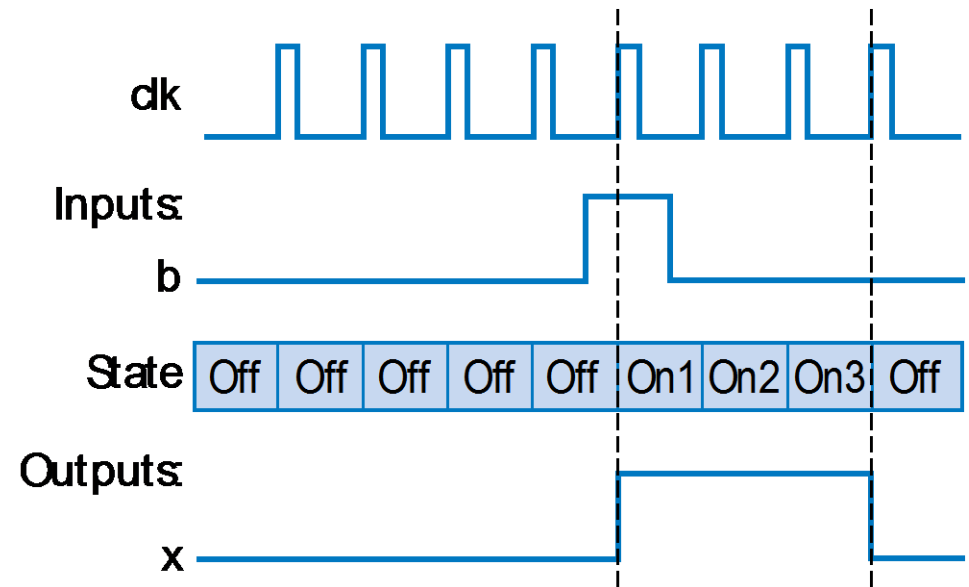 clk
Inputs:
b
State Off Off Off Off Off On1 On2 On3 Off
Outputs:
x